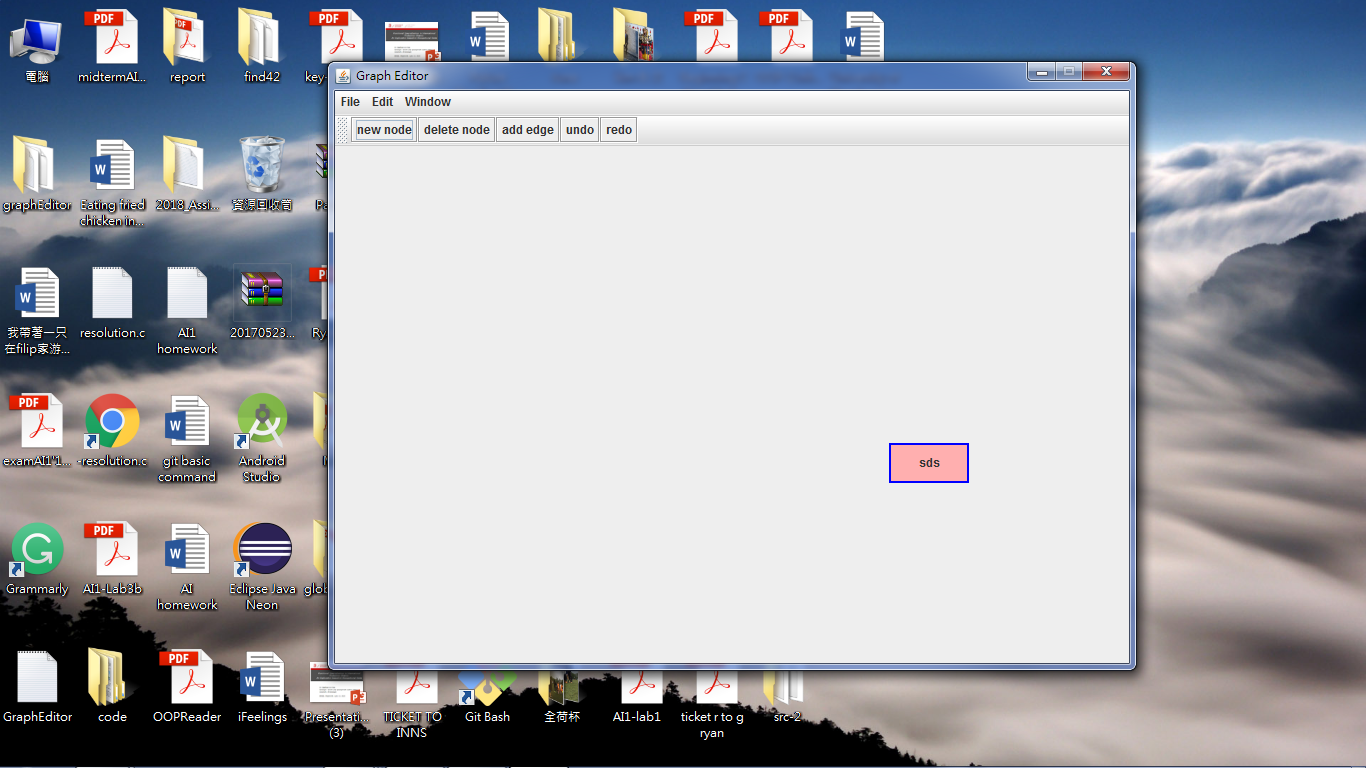 PDF
PDF
PDF
PDF
PDF
電腦
midtermAI...
report
find42
key-
Graph Editor
File Edit Window
new node
delete node
add edge
undo
redo
graphEditor
Eating fried
chicken in...
2018_Assi...
資源回收筒
Pa
sds
我帶著一只
在filip家游...
resolution.c
AI1
homework
20170523...
Ry
PDF
examAI1"1...
-resolution.c
git basic
command
Android
Studio
PDF
Grammarly
AI1-Lab3b
AI
homework
Eclipse Java
Neon
glob
PDF
GraphEditor
code
OOPReader
iFeelings
Presentati...
(3)
TICKET TO
INNS
Git Bash
全荷杯
AI1-lab1
ticket r to g
ryan
src-2